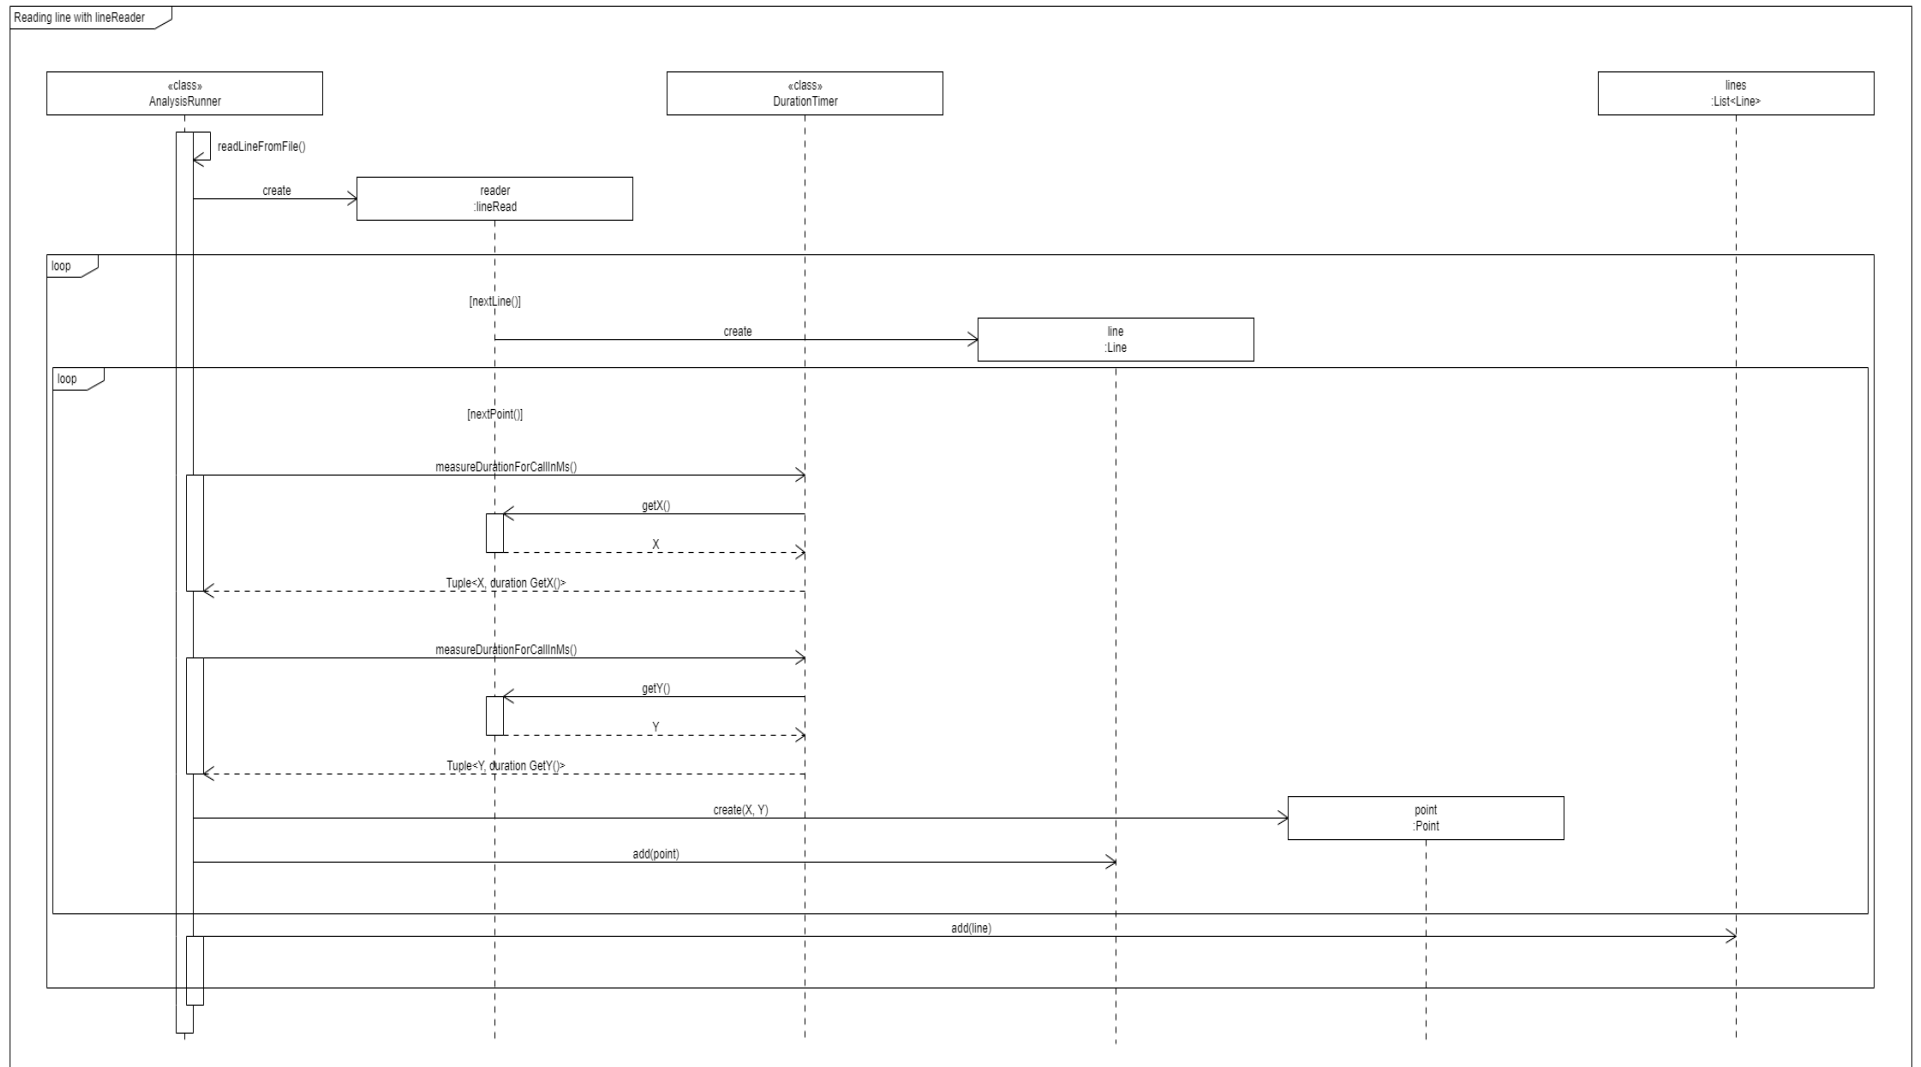 Reading line with lineReader
«class»
AnalysisRunner
«class»
DurationTimer
lines
:List<Line>
readLineFromFile()
create
reader
:lineRead
loop
[nextLine()]
create
line
:Line
loop
[nextPoint()]
measureDurationForCallInMs()
getX()
X
Tuple<X, duration GetX()>
measureDurationForCallInMs()
getY()
Y
Tuple<Y, duration GetY()>
create(X, Y)
point
:Point
add(point)
add(line)